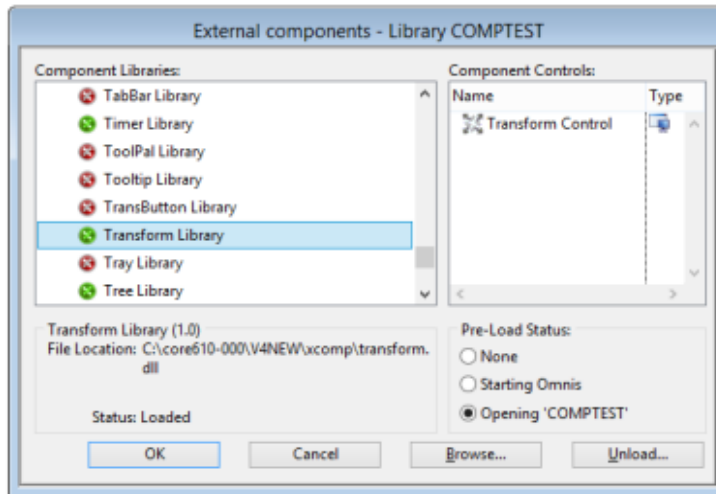 External components - Library COMPTEST
Component Libraries:
TabBar Library
Timer Library
ToolPal Library
Tooltip Library
TransButton Library
Transform Library
Tray Library
Tree Library
Component Controls:
Name Type
Transform Control
Transform Library (1.0)
File Location: C:\core610-000\V4NEW\xcomp\transform.
dll
Status: Loaded
Pre-Load Status:
None
Starting Omnis
Opening 'COMPTEST'
OK Cancel Browse... Unload...